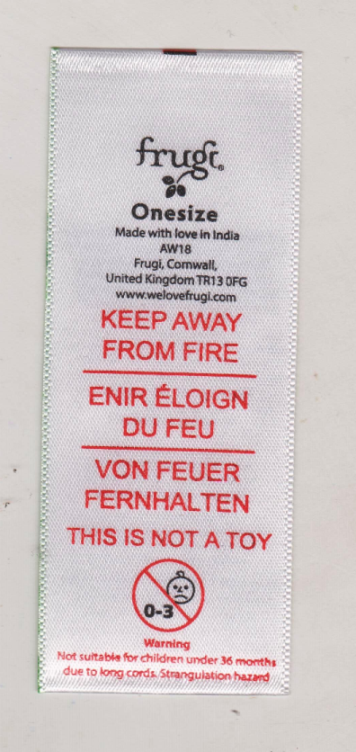 frugi®
Onesize
Made with love in India
AW18
Frugi, Cornwall,
United Kingdom TR13 0FG
www.welovefrugi.com
KEEP AWAY
FROM FIRE
ENIR ÉLOIGN
DU FEU
VON FEUER
FERNHALTEN
THIS IS NOT A TOY
0-3
Warning
Not suitable for children under 36 months
due to long cords. Strangulation hazard